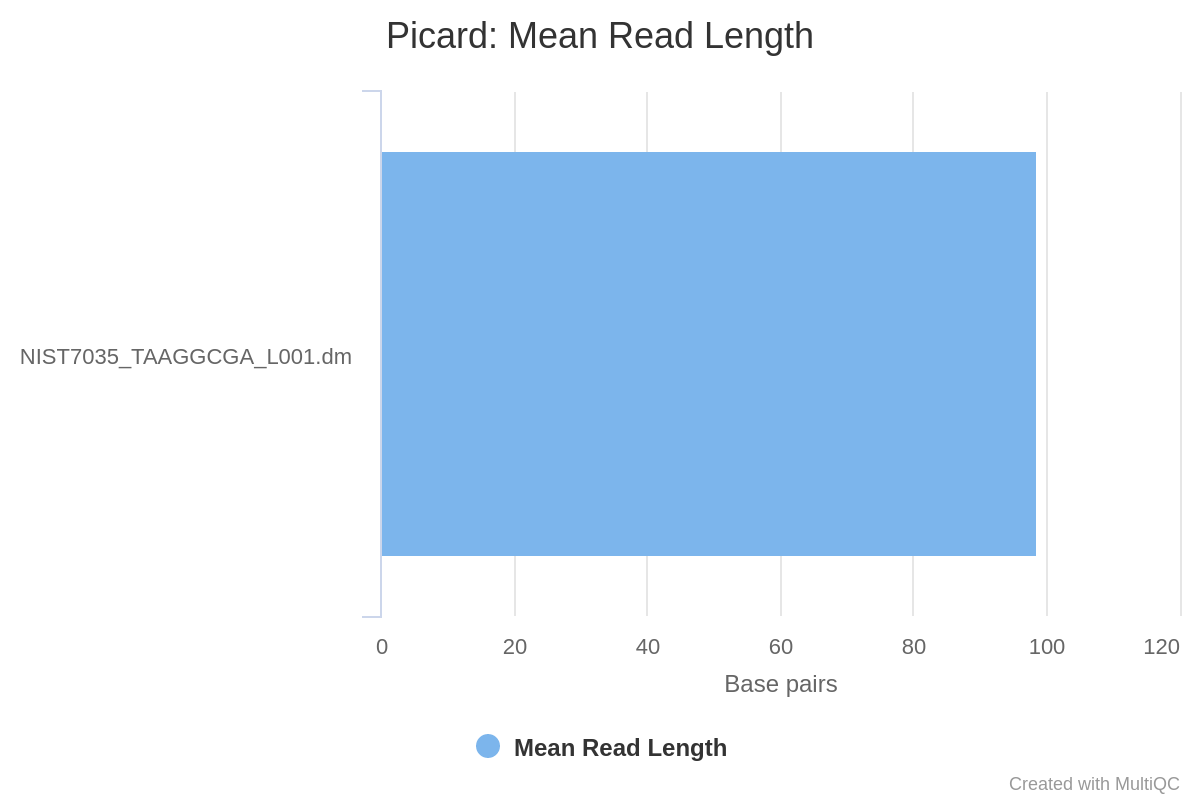 Picard: Mean Read Length
NIST7035_TAAGGCGA_L001.dm
0 20 40 60 80 100 120
Base pairs
Mean Read Length
Created with MultiQC